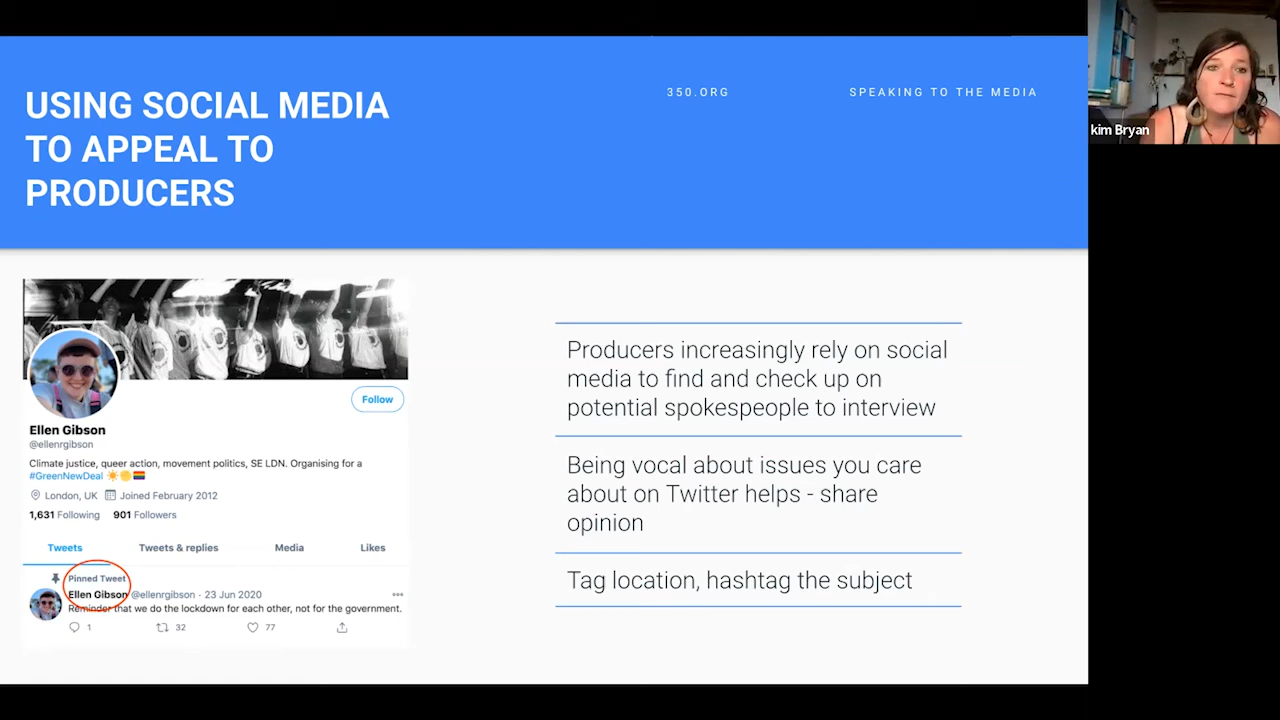 USING SOCIAL MEDIA
TO APPEAL TO
PRODUCERS
350.ORG
SPEAKING TO THE MEDIA
kim Bryan
Follow
Ellen Gibson
@ellenrgibson
Climate justice, queer action, movement politics, SE LDN. Organising for a
#GreenNewDeal ☀️✊🏳️‍🌈
London, UK Joined February 2012
1,631 Following 901 Followers
Tweets Tweets & replies Media Likes
Pinned Tweet
Ellen Gibson @ellenrgibson · 23 Jun 2020
Reminder that we do the lockdown for each other, not for the government.
1 32 77
Producers increasingly rely on social
media to find and check up on
potential spokespeople to interview
Being vocal about issues you care
about on Twitter helps - share
opinion
Tag location, hashtag the subject